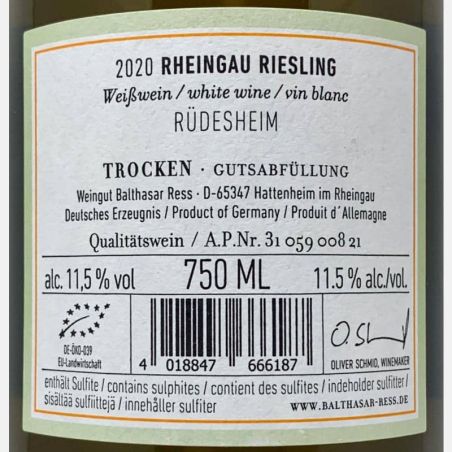 2020 RHEINGAU RIESLING
Weißwein / white wine / vin blanc
RÜDESHEIM
TROCKEN · GUTSABFÜLLUNG
Weingut Balthasar Ress · D-65347 Hattenheim im Rheingau
Deutsches Erzeugnis / Product of Germany / Produit d´Allemagne
Qualitätswein / A.P.Nr. 31 059 008 21
alc. 11,5 % vol 750 ML 11.5 % alc./vol.
DE-ÖKO-039
EU-Landwirtschaft
4 018847 666187
OLIVER SCHMID, WINEMAKER
enthält Sulfite / contains sulphites / contient des sulfites / indeholder sulfitter /
sisältää sulfiittejä / innehåller sulfiter
WWW.BALTHASAR-RESS.DE